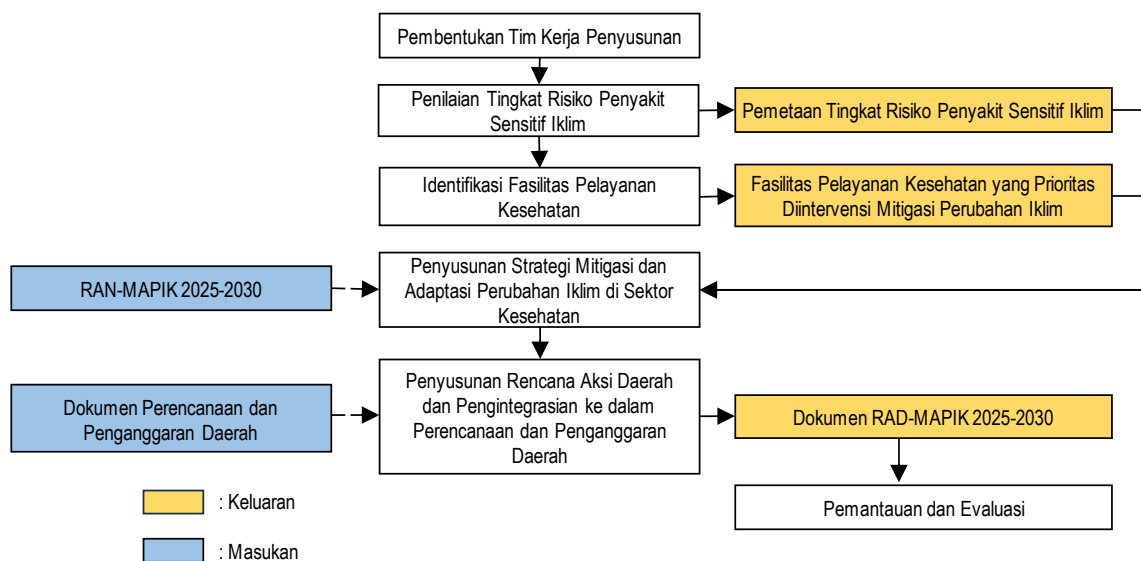 Pembentukan Tim Kerja Penyusunan
Penilaian Tingkat Risiko Penyakit
Sensitif Iklim
Pemetaan Tingkat Risiko Penyakit Sensitif Iklim
Identifikasi Fasilitas Pelayanan
Kesehatan
Fasilitas Pelayanan Kesehatan yang Prioritas
Diintervensi Mitigasi Perubahan Iklim
RAN-MAPIK 2025-2030
Penyusunan Strategi Mitigasi dan
Adaptasi Perubahan Iklim di Sektor
Kesehatan
Dokumen Perencanaan dan
Penganggaran Daerah
Penyusunan Rencana Aksi Daerah
dan Pengintegrasian ke dalam
Perencanaan dan Penganggaran
Daerah
Dokumen RAD-MAPIK 2025-2030
Pemantauan dan Evaluasi
: Keluaran
: Masukan